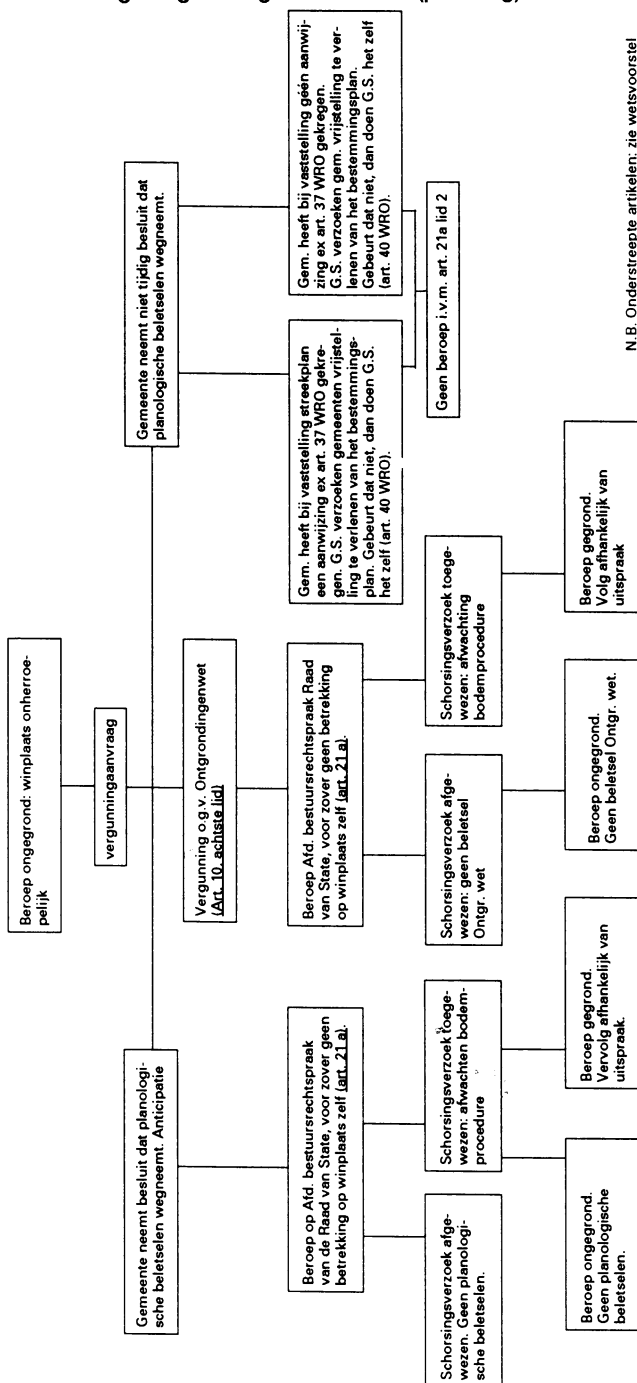 Beroep ongegrond: winplaats onherroe-
pelijk
vergunningaanvraag
Gemeente neemt besluit dat planologi-
sche beletselen wegneemt. Anticipatie
Vergunning o.g.v. Ontgrondingenwet
(Art. 10, achtste lid)
Gemeente neemt niet tijdig besluit dat
planologische beletselen wegneemt.
Beroep op Afd. bestuursrechtspraak
van de Raad van State, voor zover geen
betrekking op winplaats zelf (art. 21 a).
Beroep Afd. bestuursrechtspraak Raad
van State, voor zover geen betrekking
op winplaats zelf (art. 21 a).
Gem. heeft bij vaststelling streekplan
een aanwijzing ex art. 37 WRO gekre-
gen. G.S. verzoeken gemeenten vrijstel-
ling te verlenen van het bestemmings-
plan. Gebeurt dat niet, dan doen G.S.
het zelf (art. 40 WRO).
Gem. heeft bij vaststelling géén aanwij-
zing ex art. 37 WRO gekregen.
G.S. verzoeken gem. vrijstelling te ver-
lenen van het bestemmingsplan.
Gebeurt dat niet, dan doen G.S. het zelf
(art. 40 WRO).
Schorsingsverzoek afge-
wezen. Geen planologi-
sche beletselen.
Schorsingsverzoek toege-
wezen: afwachten bodem-
procedure
Schorsingsverzoek afge-
wezen: geen beletsel
Ontgr. wet
Schorsingsverzoek toege-
wezen: afwachting
bodemprocedure
Geen beroep i.v.m. art. 21a lid 2
Beroep ongegrond.
Geen planologische
beletselen.
Beroep gegrond.
Vervolg afhankelijk van
uitspraak.
Beroep ongegrond.
Geen beletsel Ontgr. wet.
Beroep gegrond.
Volg afhankelijk van
uitspraak
N.B. Onderstreepte artikelen: zie wetsvoorstel